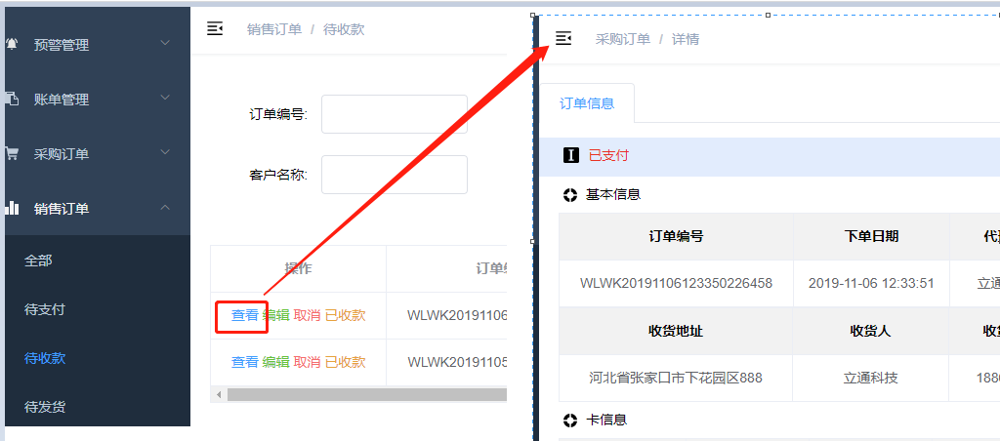 预警管理
账单管理
采购订单
销售订单
全部
待支付
待收款
待发货
销售订单 / 待收款
订单编号:
客户名称:
操作 订单
查看 编辑 取消 已收款 WLWK20191106
查看 编辑 取消 已收款 WLWK20191105
采购订单 / 详情
订单信息
已支付
基本信息
订单编号 下单日期
WLWK20191106123350226458 2019-11-06 12:33:51 立通
收货地址 收货人 收
河北省张家口市下花园区888 立通科技 188
卡信息